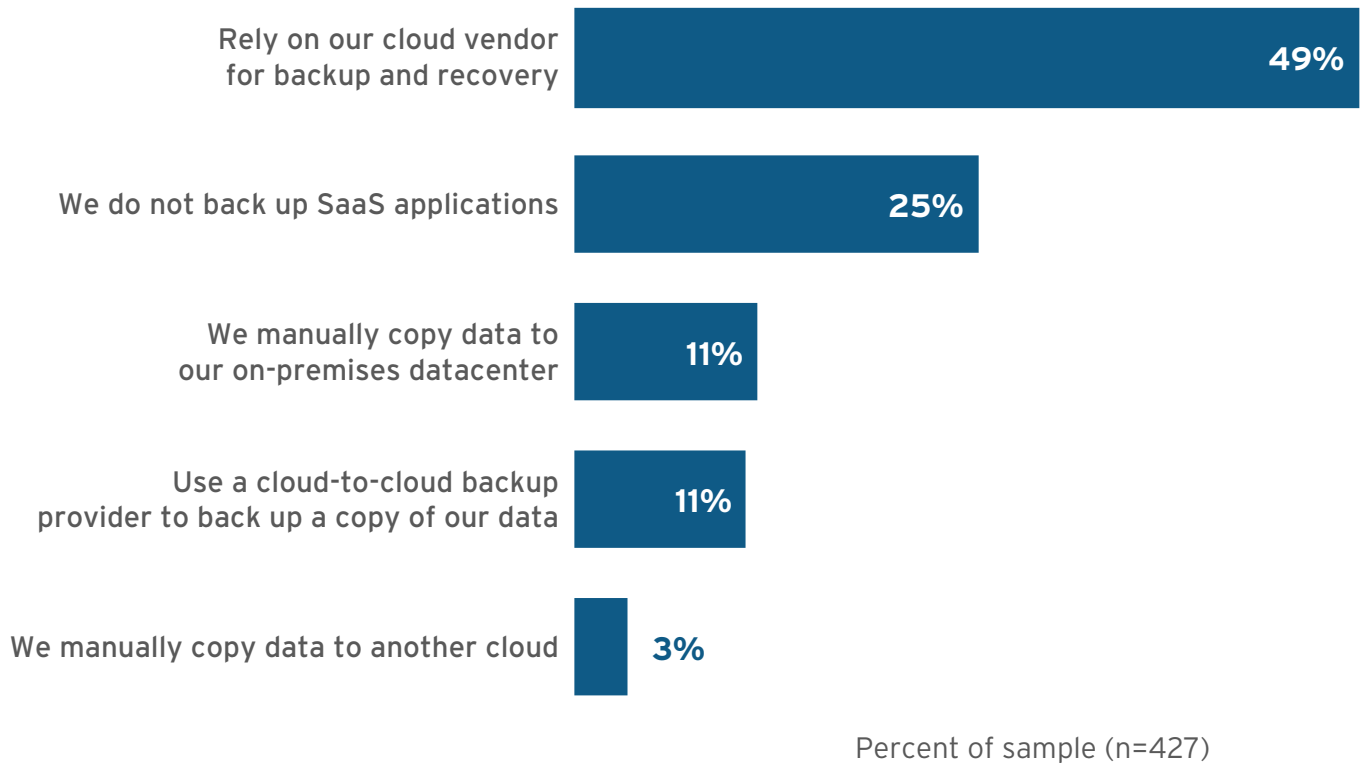 Rely on our cloud vendor
for backup and recovery
49%
We do not back up SaaS applications
25%
We manually copy data to
our on-premises datacenter
11%
Use a cloud-to-cloud backup
provider to back up a copy of our data
11%
We manually copy data to another cloud
3%
Percent of sample (n=427)